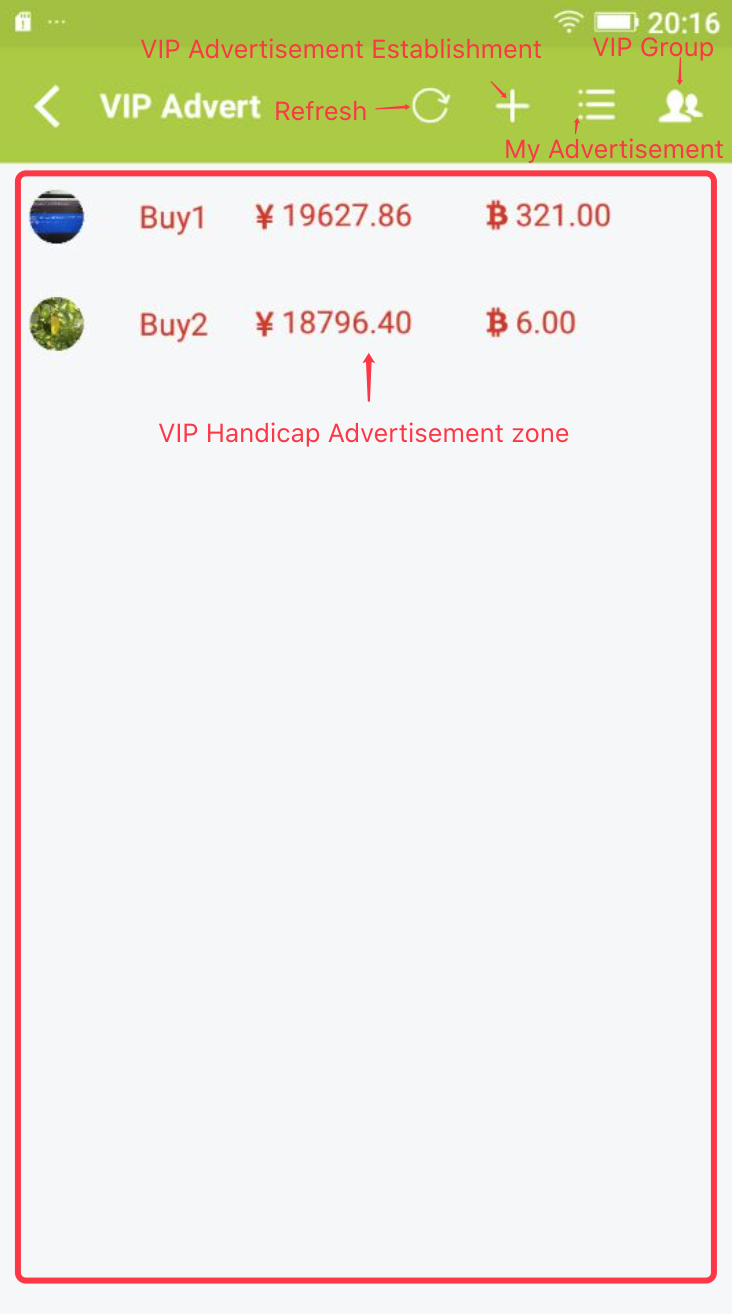 20:16
VIP Advertisement Establishment
VIP Group
VIP Advert
Refresh
My Advertisement
Buy1 ¥ 19627.86 ₿ 321.00
Buy2 ¥ 18796.40 ₿ 6.00
VIP Handicap Advertisement zone